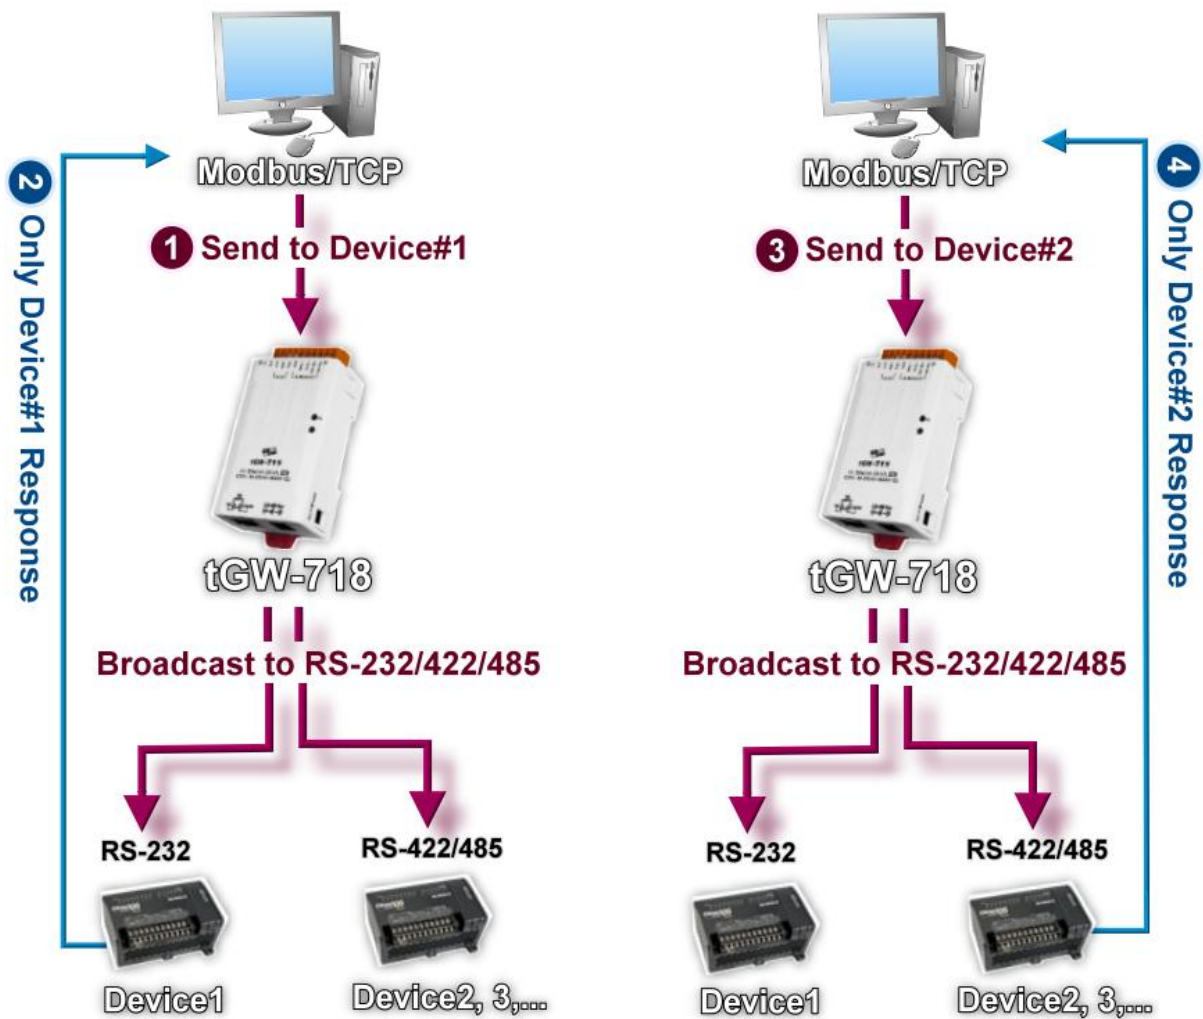 Modbus/TCP
1 Send to Device#1
2 Only Device#1 Response
tGW-718
Broadcast to RS-232/422/485
RS-232
RS-422/485
Device1
Device2, 3,...
Modbus/TCP
3 Send to Device#2
4 Only Device#2 Response
tGW-718
Broadcast to RS-232/422/485
RS-232
RS-422/485
Device1
Device2, 3,...